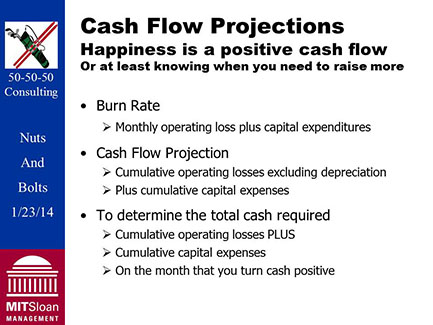 Cash Flow Projections
Happiness is a positive cash flow
Or at least knowing when you need to raise more
50-50-50
Consulting
Nuts
And
Bolts
1/23/14
• Burn Rate
➢ Monthly operating loss plus capital expenditures
• Cash Flow Projection
➢ Cumulative operating losses excluding depreciation
➢ Plus cumulative capital expenses
• To determine the total cash required
➢ Cumulative operating losses PLUS
➢ Cumulative capital expenses
➢ On the month that you turn cash positive
MITSloan
MANAGEMENT